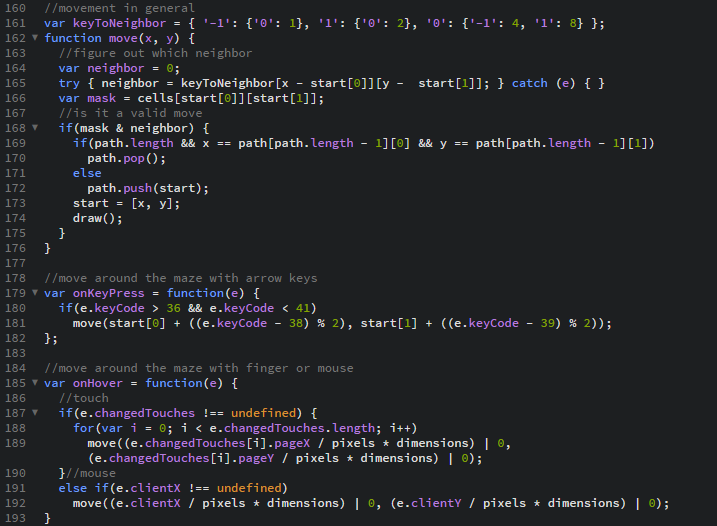 160 //movement in general
161 var keyToNeighbor = { '-1': {'0': 1}, '1': {'0': 2}, '0': {'-1': 4, '1': 8} };
162 function move(x, y) {
163 //figure out which neighbor
164 var neighbor = 0;
165 try { neighbor = keyToNeighbor[x - start[0]][y -  start[1]]; } catch (e) { }
166 var mask = cells[start[0]][start[1]];
167 //is it a valid move
168 if(mask & neighbor) {
169 if(path.length && x == path[path.length - 1][0] && y == path[path.length - 1][1])
170 path.pop();
171 else
172 path.push(start);
173 start = [x, y];
174 draw();
175 }
176 }
177
178 //move around the maze with arrow keys
179 var onKeyPress = function(e) {
180 if(e.keyCode > 36 && e.keyCode < 41)
181 move(start[0] + ((e.keyCode - 38) % 2), start[1] + ((e.keyCode - 39) % 2));
182 };
183
184 //move around the maze with finger or mouse
185 var onHover = function(e) {
186 //touch
187 if(e.changedTouches !== undefined) {
188 for(var i = 0; i < e.changedTouches.length; i++)
189 move((e.changedTouches[i].pageX / pixels * dimensions) | 0,
(e.changedTouches[i].pageY / pixels * dimensions) | 0);
190 }//mouse
191 else if(e.clientX !== undefined)
192 move((e.clientX / pixels * dimensions) | 0, (e.clientY / pixels * dimensions) | 0);
193 }